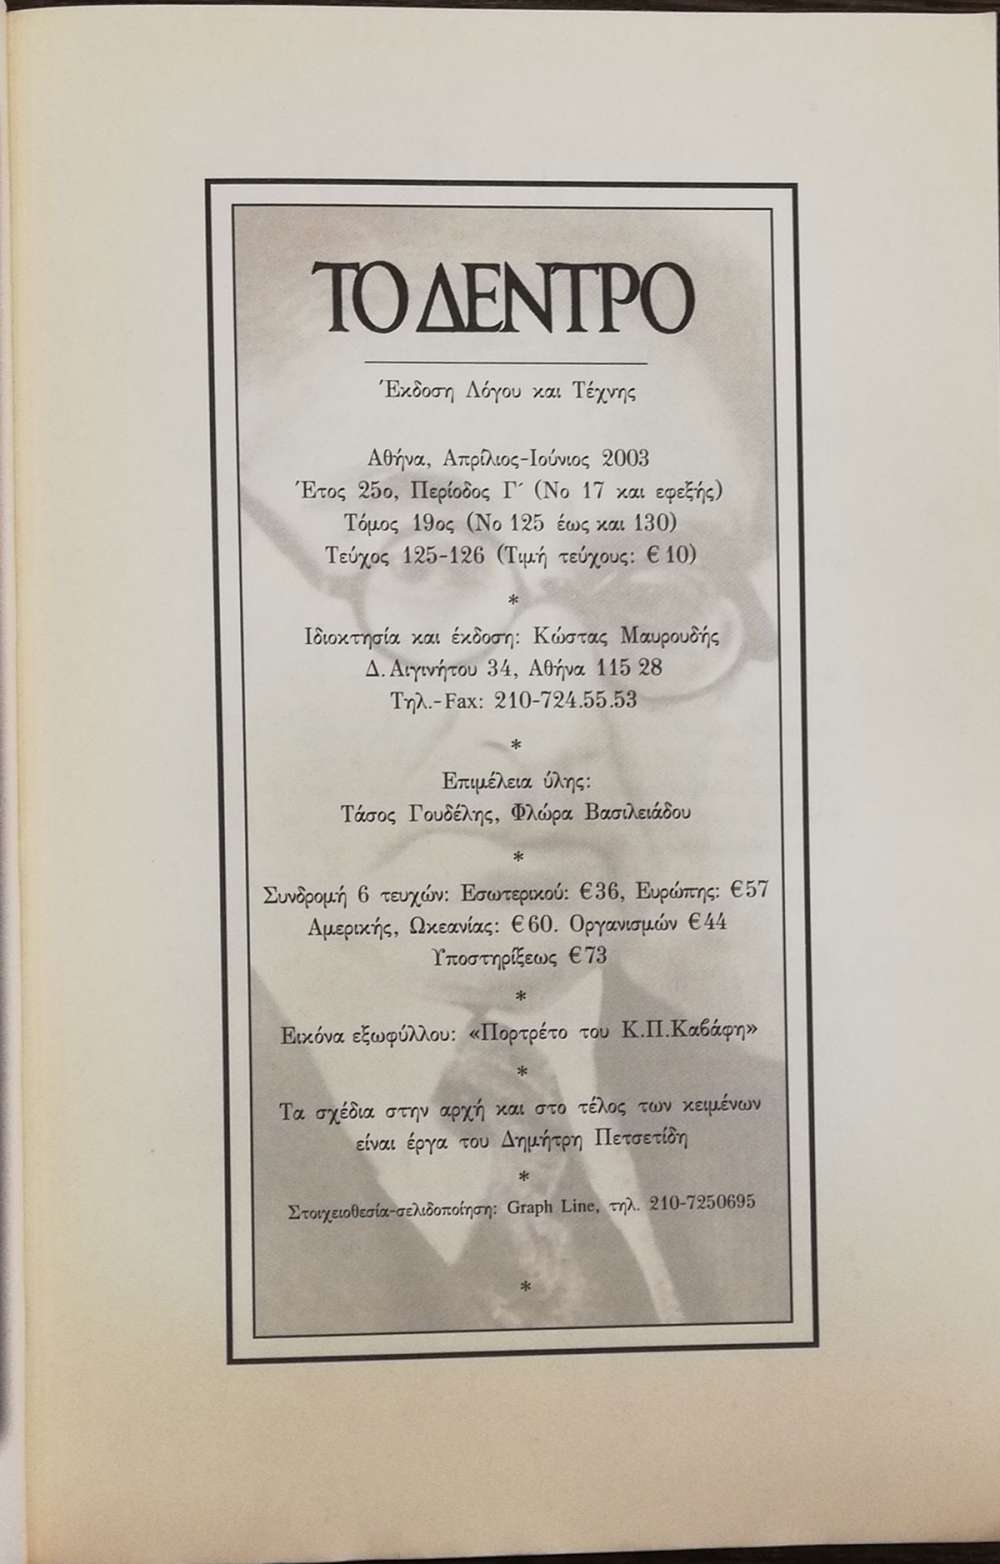 ΤΟ ΔΕΝΤΡΟ
Έκδοση Λόγου και Τέχνης
Αθήνα, Απρίλιος-Ιούνιος 2003
Έτος 25ο, Περίοδος Γ΄ (Νο 17 και εφεξής)
Τόμος 19ος (Νο 125 έως και 130)
Τεύχος 125-126 (Τιμή τεύχους: € 10)
*
Ιδιοκτησία και έκδοση: Κώστας Μαυρουδής
Δ. Αιγινήτου 34, Αθήνα 115 28
Τηλ.-Fax: 210-724.55.53
*
Επιμέλεια ύλης:
Τάσος Γουδέλης, Φλώρα Βασιλειάδου
*
Συνδρομή 6 τευχών: Εσωτερικού: €36, Ευρώπης: €57
Αμερικής, Ωκεανίας: €60. Οργανισμών €44
Υποστηρίξεως €73
*
Εικόνα εξωφύλλου: «Πορτρέτο του Κ.Π.Καβάφη»
*
Τα σχέδια στην αρχή και στο τέλος των κειμένων
είναι έργα του Δημήτρη Πετσετίδη
*
Στοιχειοθεσία-σελιδοποίηση: Graph Line, τηλ. 210-7250695
*